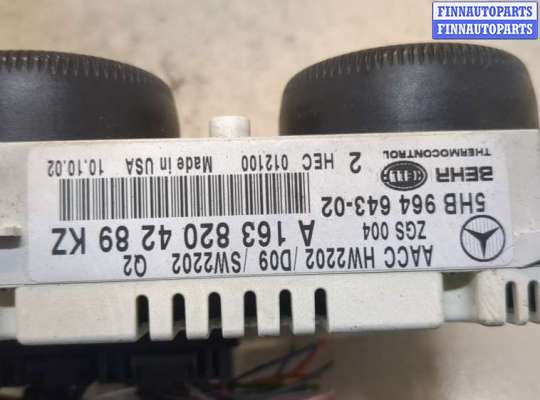 FINNAUTOPARTS
FINNAUTOPARTS
AACC HW2202/D09/SW2202 Q2
ZGS 004
A 163 820 42 89 KZ
5HB 964 643-02
BEHR HELLA
THERMOCONTROL
2 HEC 012100 Made in USA 10.10.02